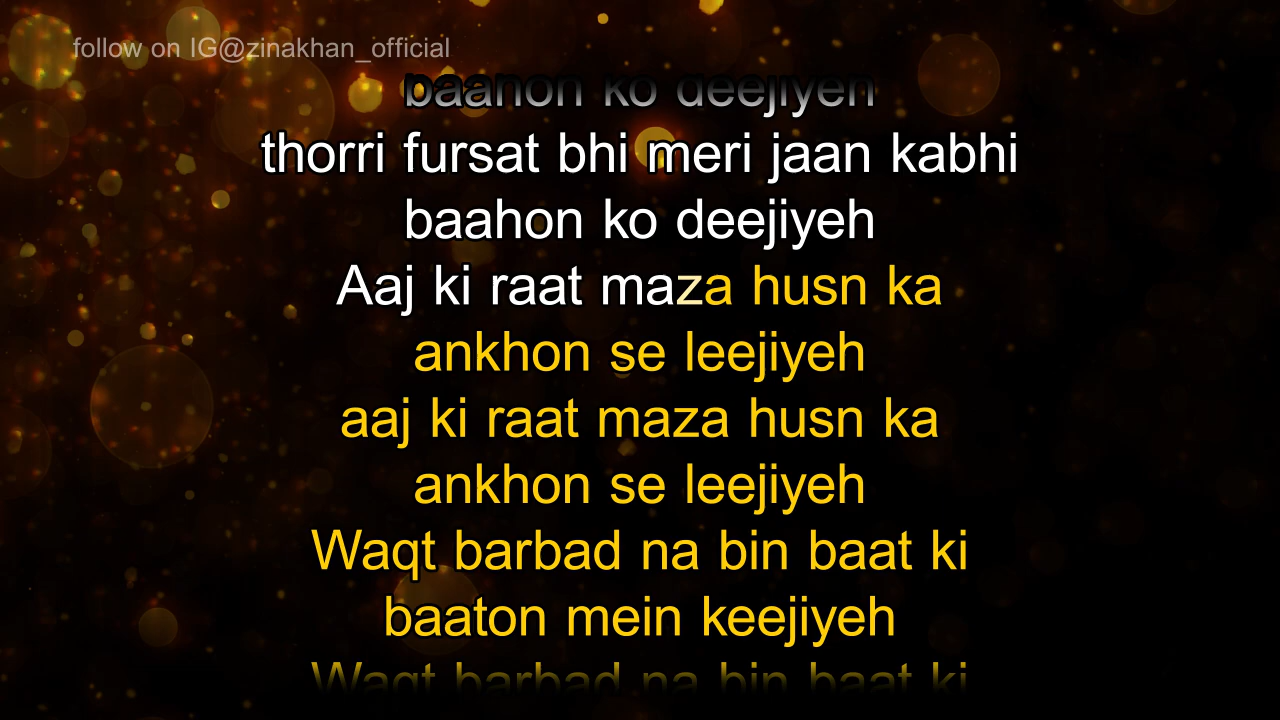 follow on IG@zinakhan_official
baahon ko deejiyeh
thorri fursat bhi meri jaan kabhi
baahon ko deejiyeh
Aaj ki raat maza husn ka
ankhon se leejiyeh
aaj ki raat maza husn ka
ankhon se leejiyeh
Waqt barbad na bin baat ki
baaton mein keejiyeh
Waqt barbad na bin baat ki